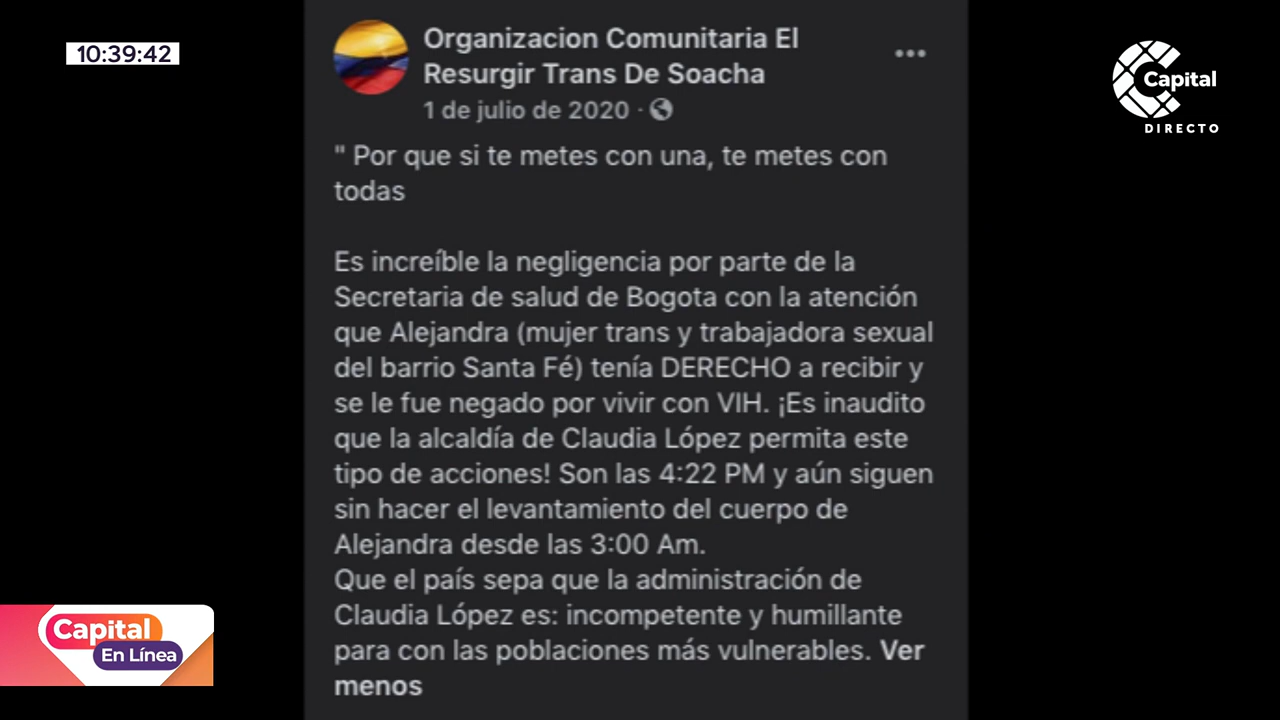 10:39:42
Organizacion Comunitaria El
Resurgir Trans De Soacha
1 de julio de 2020 ·
Capital
DIRECTO
" Por que si te metes con una, te metes con
todas
Es increíble la negligencia por parte de la
Secretaria de salud de Bogota con la atención
que Alejandra (mujer trans y trabajadora sexual
del barrio Santa Fé) tenía DERECHO a recibir y
se le fue negado por vivir con VIH. ¡Es inaudito
que la alcaldía de Claudia López permita este
tipo de acciones! Son las 4:22 PM y aún siguen
sin hacer el levantamiento del cuerpo de
Alejandra desde las 3:00 Am.
Que el país sepa que la administración de
Claudia López es: incompetente y humillante
para con las poblaciones más vulnerables. Ver
menos
Capital
En Línea